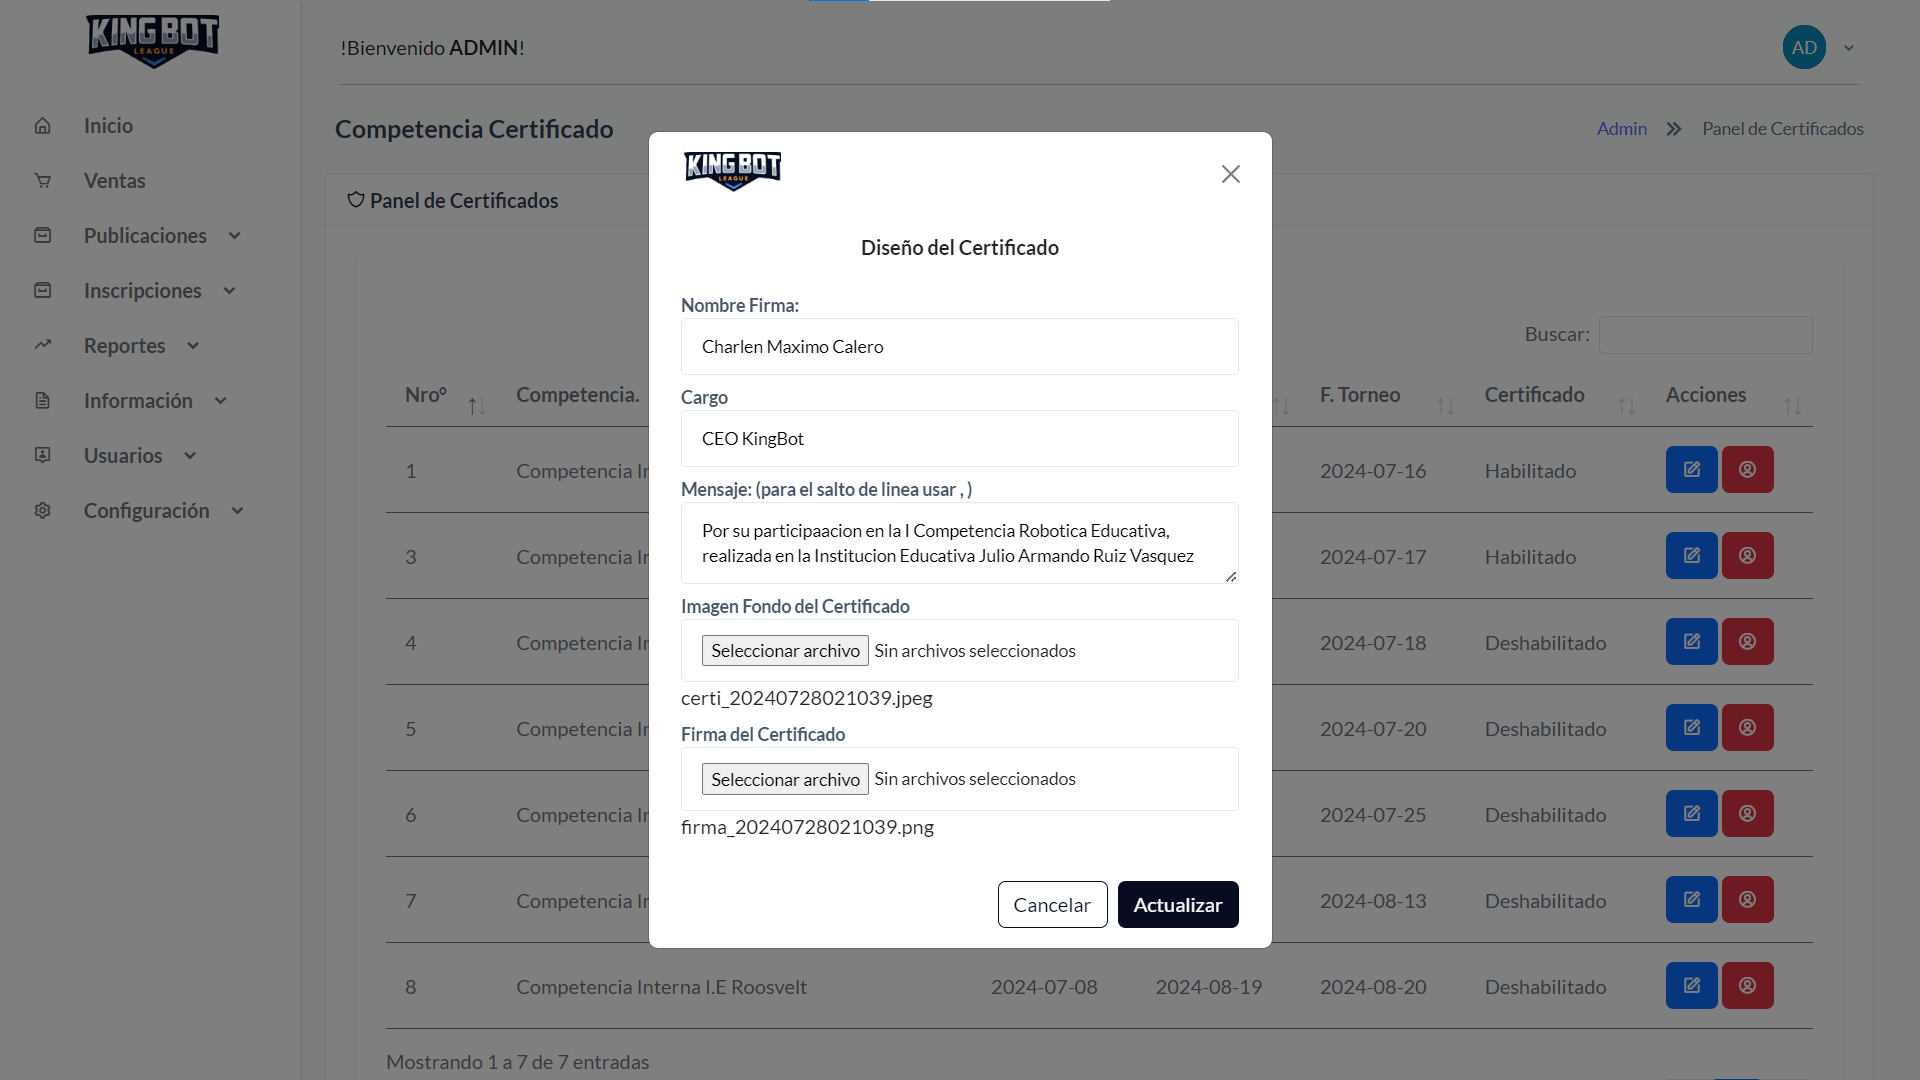 KING BOT
LEAGUE
!Bienvenido ADMIN!
AD
Inicio
Ventas
Publicaciones
Inscripciones
Reportes
Información
Usuarios
Configuración
Competencia Certificado
Admin
Panel de Certificados
Panel de Certificados
Buscar:
Nroº
Competencia.
F. Torneo
Certificado
Acciones
1
Competencia Ir
2024-07-16
Habilitado
3
Competencia Ir
2024-07-17
Habilitado
4
Competencia Ir
2024-07-18
Deshabilitado
5
Competencia Ir
2024-07-20
Deshabilitado
6
Competencia Ir
2024-07-25
Deshabilitado
7
Competencia Ir
2024-08-13
Deshabilitado
8
Competencia Interna I.E Roosvelt
2024-07-08
2024-08-19
2024-08-20
Deshabilitado
Mostrando 1 a 7 de 7 entradas
KING BOT
LEAGUE
Diseño del Certificado
Nombre Firma:
Charlen Maximo Calero
Cargo
CEO KingBot
Mensaje: (para el salto de linea usar , )
Por su participaacion en la I Competencia Robotica Educativa,
realizada en la Institucion Educativa Julio Armando Ruiz Vasquez
Imagen Fondo del Certificado
Seleccionar archivo Sin archivos seleccionados
certi_20240728021039.jpeg
Firma del Certificado
Seleccionar archivo Sin archivos seleccionados
firma_20240728021039.png
Cancelar
Actualizar